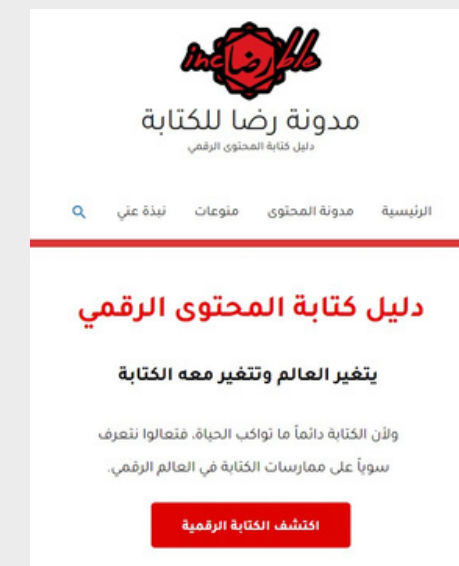 incرضاble
مدونة رضا للكتابة
دليل كتابة المحتوى الرقمي
الرئيسية مدونة المحتوى منوعات نبذة عني
دليل كتابة المحتوى الرقمي
يتغير العالم وتتغير معه الكتابة
ولأن الكتابة دائماً ما تواكب الحياة، فتعالوا نتعرف
سوياً على ممارسات الكتابة في العالم الرقمي.
اكتشف الكتابة الرقمية